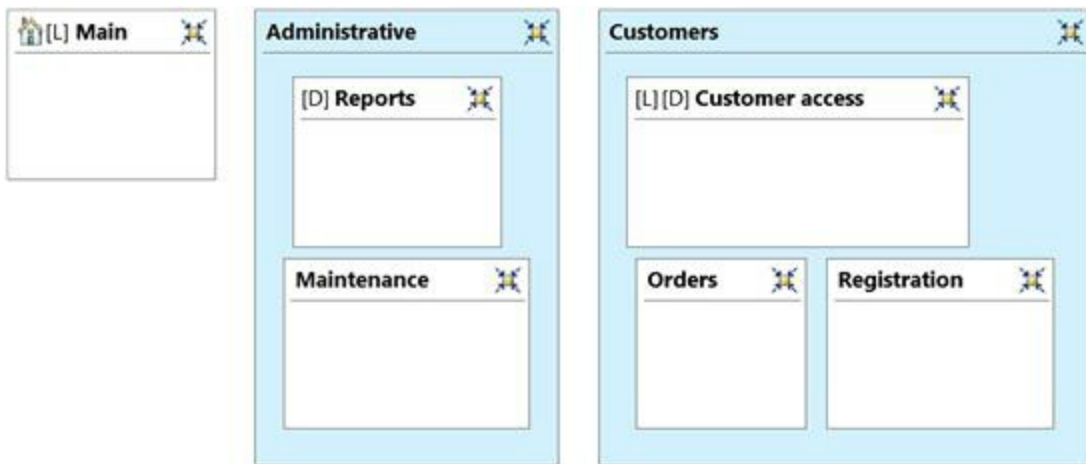 [L] Main
Administrative
Customers
[D] Reports
[L] [D] Customer access
Maintenance
Orders
Registration